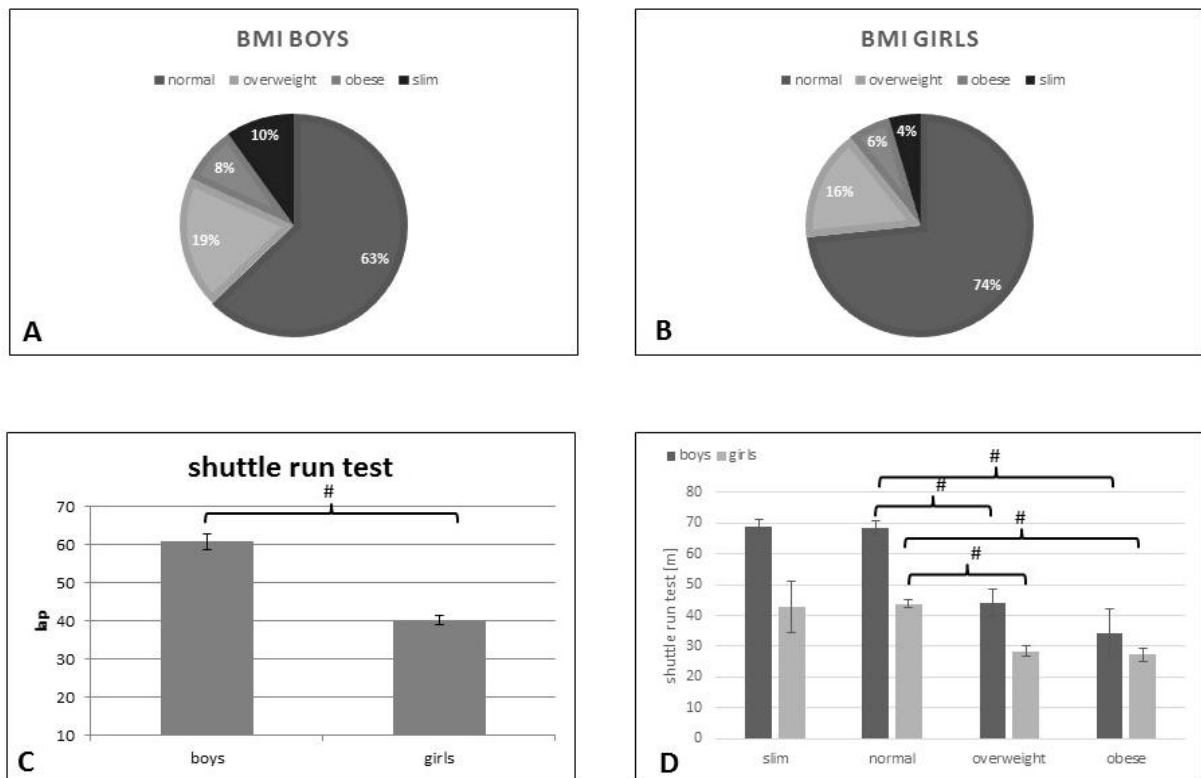 BMI BOYS
normal overweight obese slim
10%
8%
19%
63%
A
BMI GIRLS
normal overweight obese slim
4%
6%
16%
74%
B
shuttle run test
#
70
60
50
40
30
20
10
lap
boys girls
C
boys girls
#
#
#
#
80
70
60
50
40
30
20
10
0
shuttle run test [m]
slim normal overweight obese
D